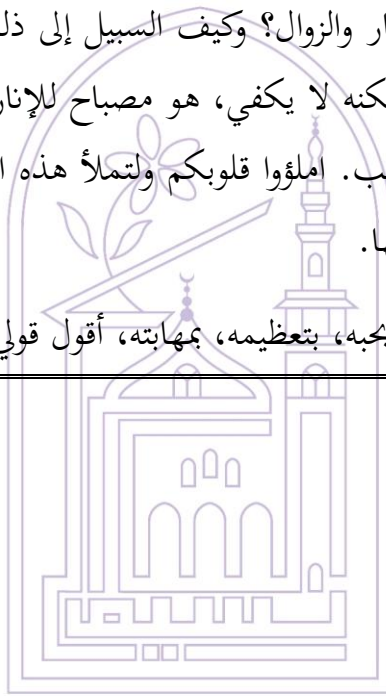 ار والزوال؟ وكيف السبيل إلى ذل
كنه لا يكفي، هو مصباح للإنار
ب. املؤوا قلوبكم ولتملأ هذه ا
ا.
بحبه، بتعظيمه، بمهابته، أقول قولي